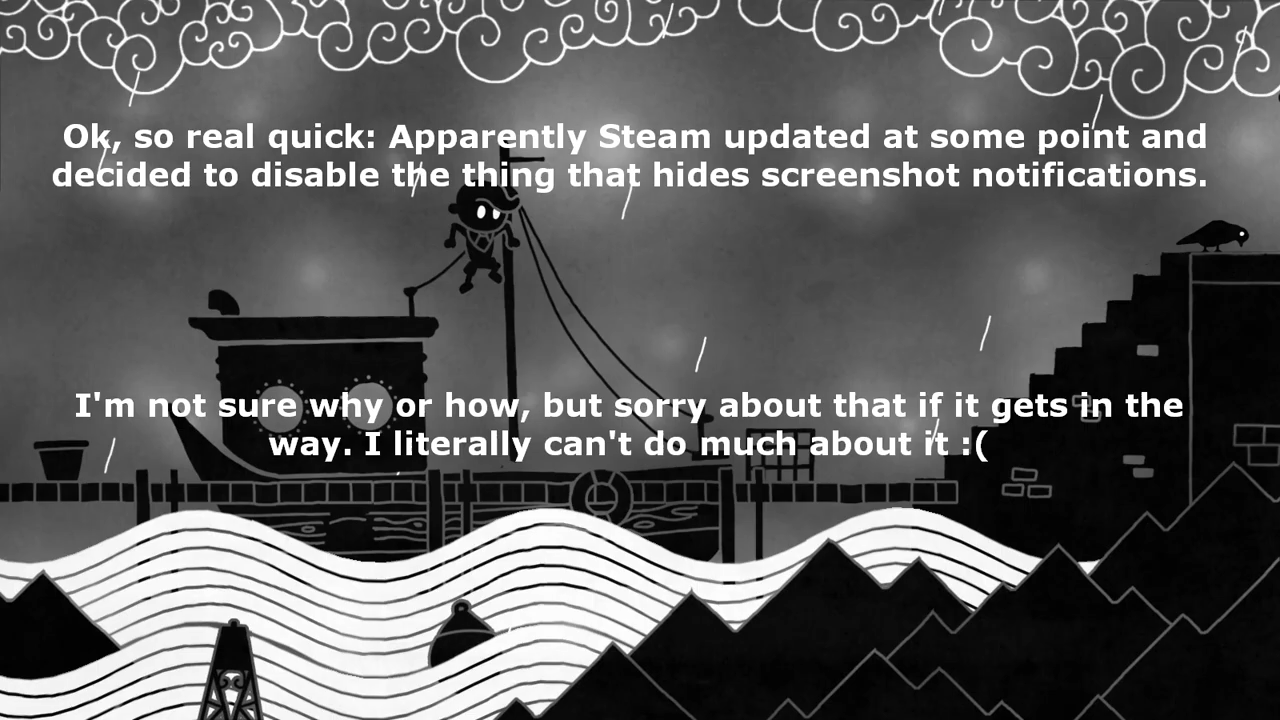 Ok, so real quick: Apparently Steam updated at some point and
decided to disable the thing that hides screenshot notifications.
I'm not sure why or how, but sorry about that if it gets in the
way. I literally can't do much about it :(